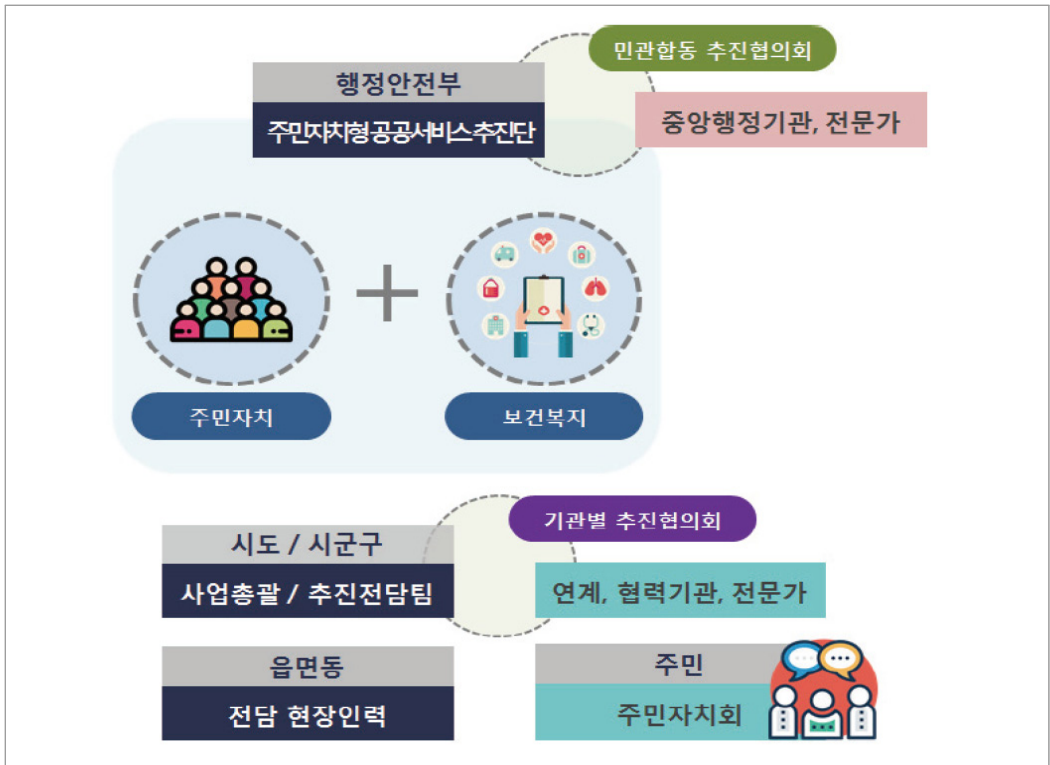 민관합동 추진협의회
행정안전부
주민자치형공공서비스추진단
중앙행정기관, 전문가
주민자치
보건복지
기관별 추진협의회
시도 / 시군구
사업총괄 / 추진전담팀
연계, 협력기관, 전문가
읍면동
전담 현장인력
주민
주민자치회